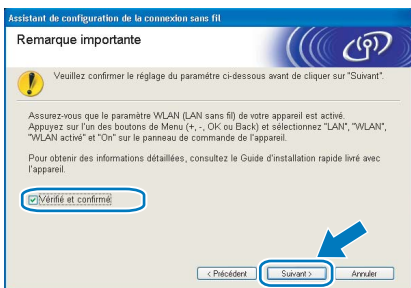 Assistant de configuration de la connexion sans fil
Remarque importante
Veuillez confirmer le réglage du paramètre ci-dessous avant de cliquer sur "Suivant".
Assurez-vous que le paramètre WLAN (LAN sans fil) de votre appareil est activé.
Appuyez sur l'un des boutons de Menu (+, -, OK ou Back) et sélectionnez "LAN", "WLAN",
"WLAN activé" et "On" sur le panneau de commande de l'appareil.
Pour obtenir des informations détaillées, consultez le Guide d'installation rapide livré avec
l'appareil.
Vérifié et confirmé
< Précédent
Suivant >
Annuler